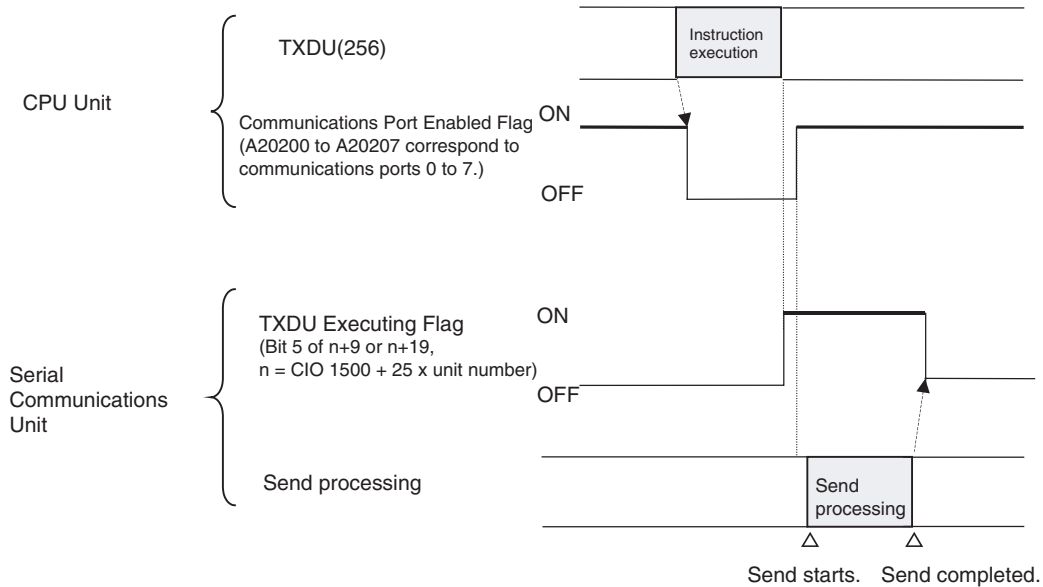 TXDU(256)
Instruction
execution
CPU Unit
Communications Port Enabled Flag
(A20200 to A20207 correspond to
communications ports 0 to 7.)
ON
OFF
TXDU Executing Flag
(Bit 5 of n+9 or n+19,
n = CIO 1500 + 25 x unit number)
ON
OFF
Serial
Communications
Unit
Send processing
Send
processing
Send starts.
Send completed.